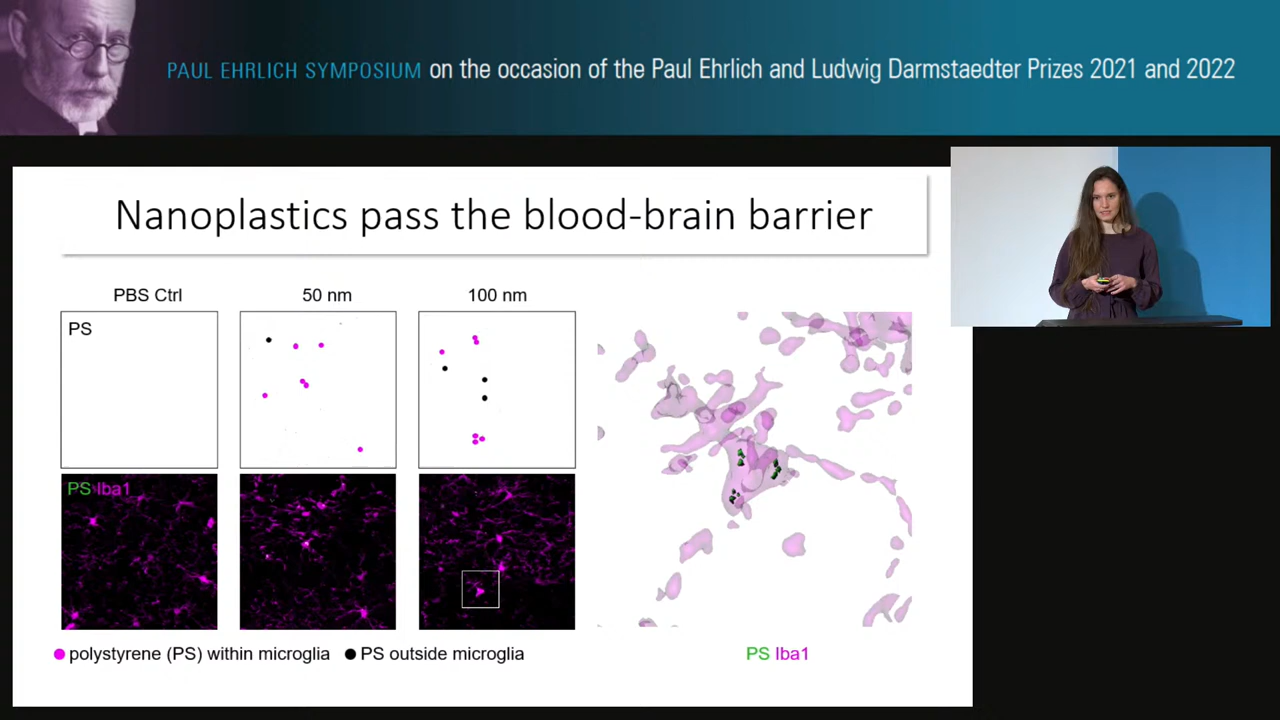 PAUL EHRLICH SYMPOSIUM on the occasion of the Paul Ehrlich and Ludwig Darmstaedter Prizes 2021 and 2022
Nanoplastics pass the blood-brain barrier
PBS Ctrl
50 nm
100 nm
PS
PS Iba1
polystyrene (PS) within microglia
PS outside microglia
PS Iba1